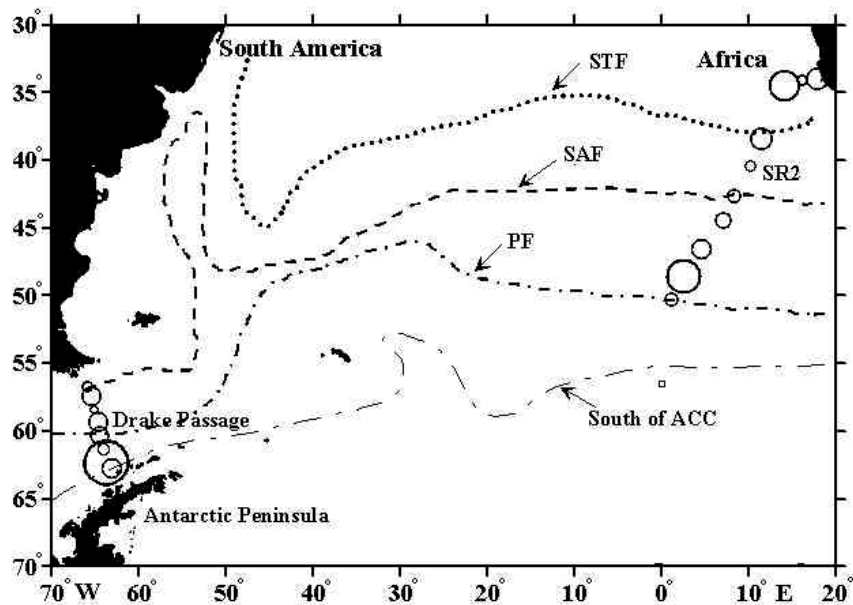 30°
South America
STF
Africa
35°
40°
SAF
SR2
45°
PF
50°
55°
Drake Passage
South of ACC
60°
65°
Antarctic Peninsula
70°
70° W 60° 50° 40° 30° 20° 10° 0° 10° E 20°